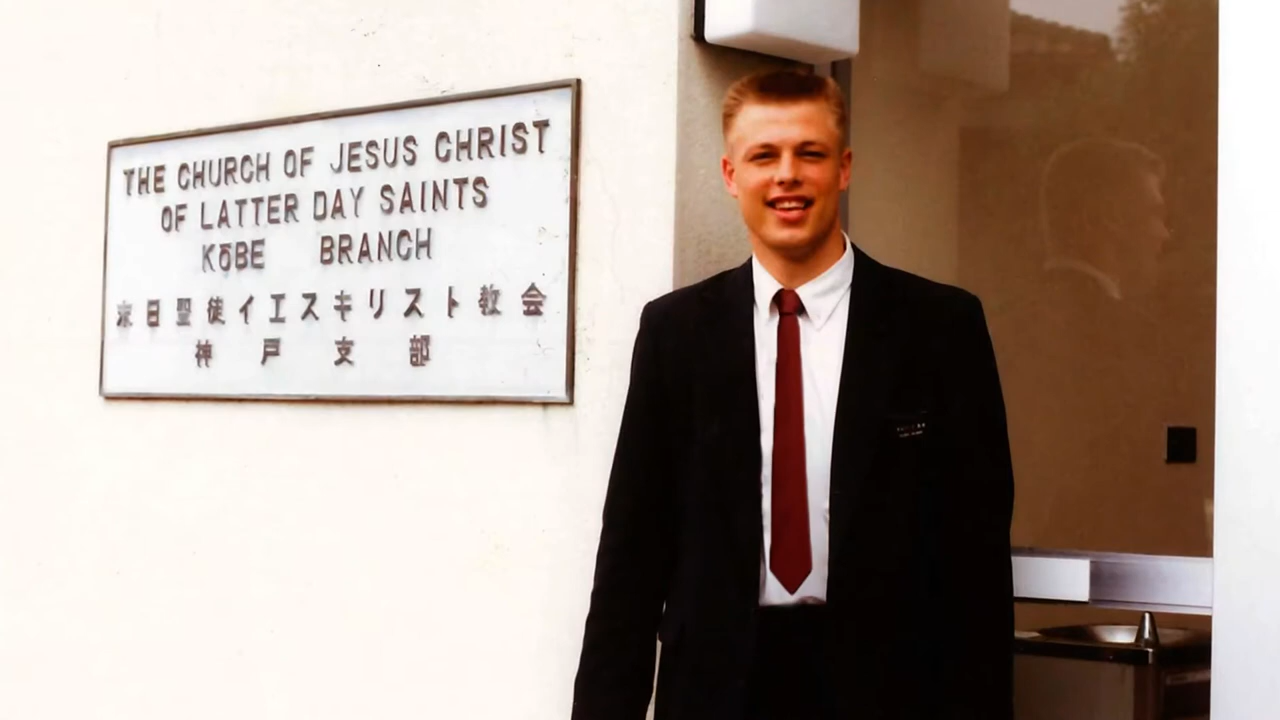 THE CHURCH OF JESUS CHRIST
OF LATTER DAY SAINTS
KōBE BRANCH
末日聖徒イエスキリスト教会
神戸支部